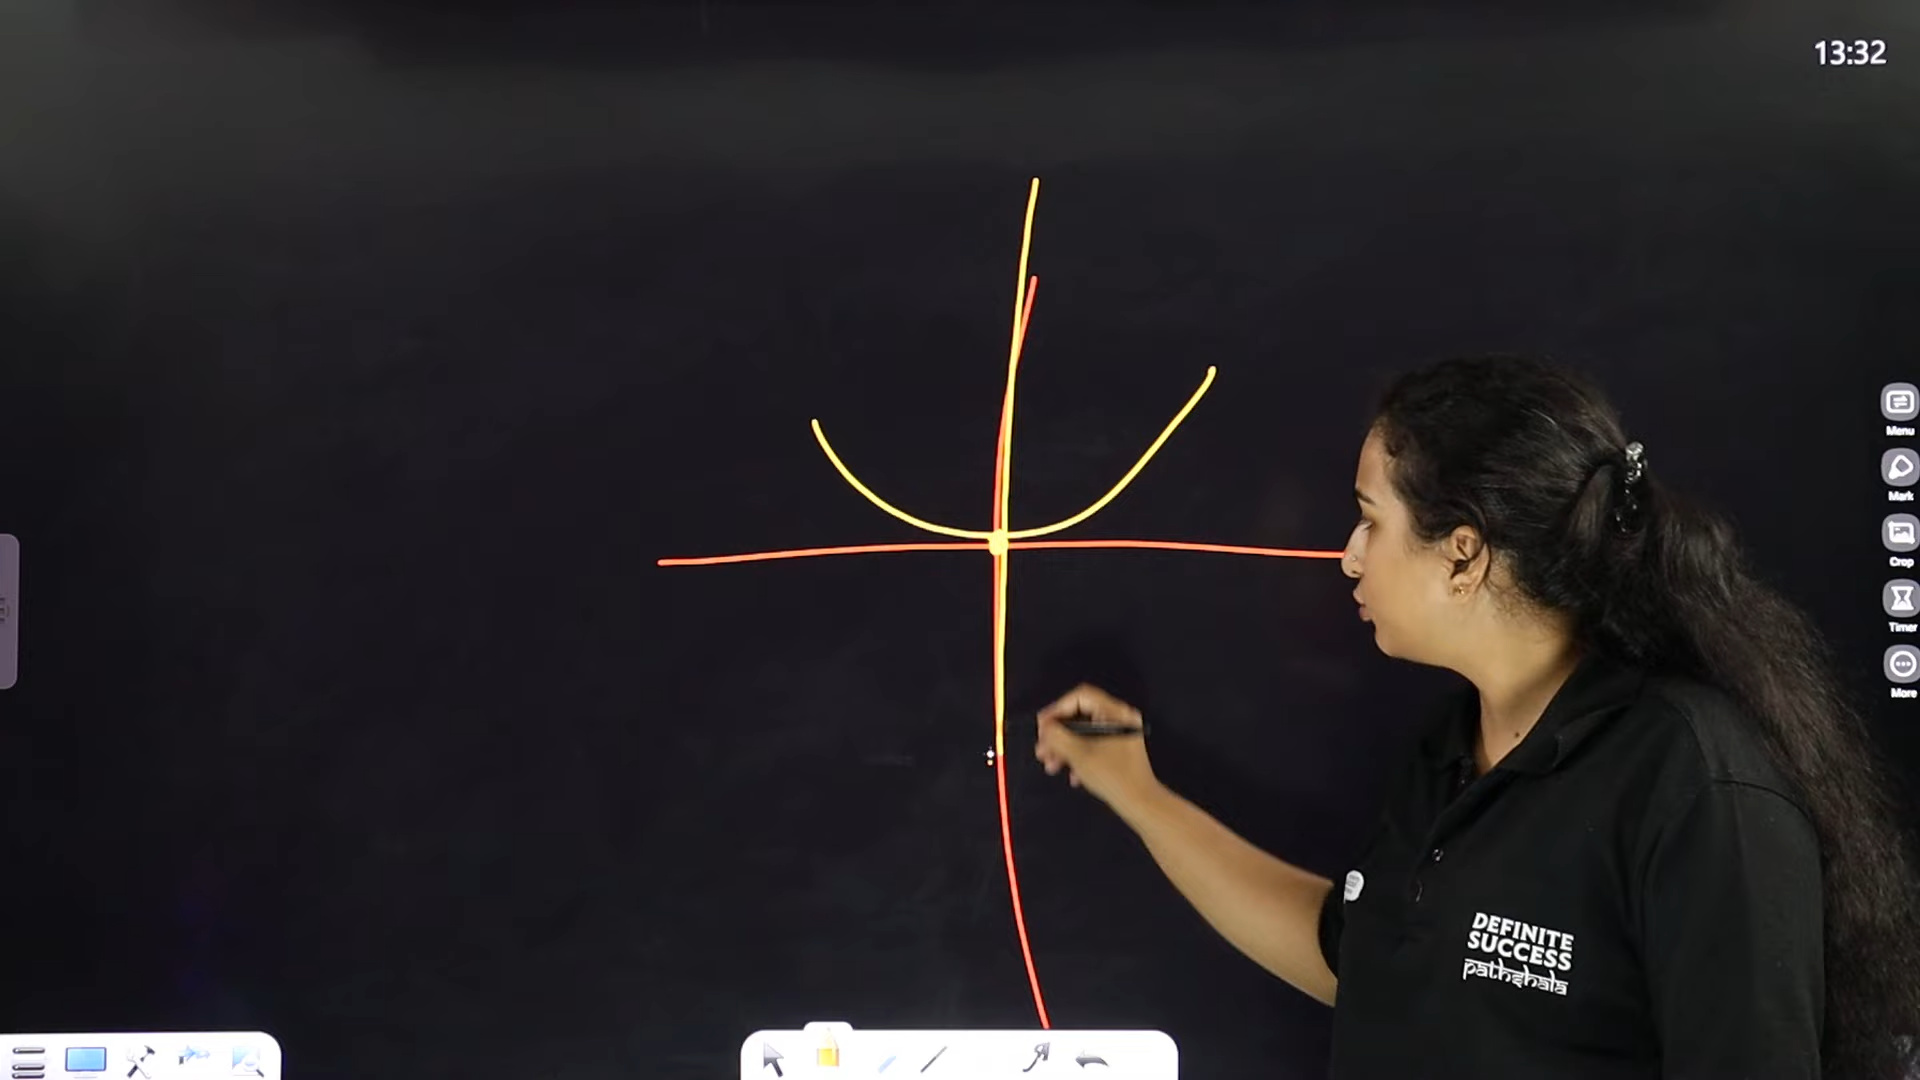 13:32
Menu
Mark
Crop
Timer
More
DEFINITE
SUCCESS
pathshala